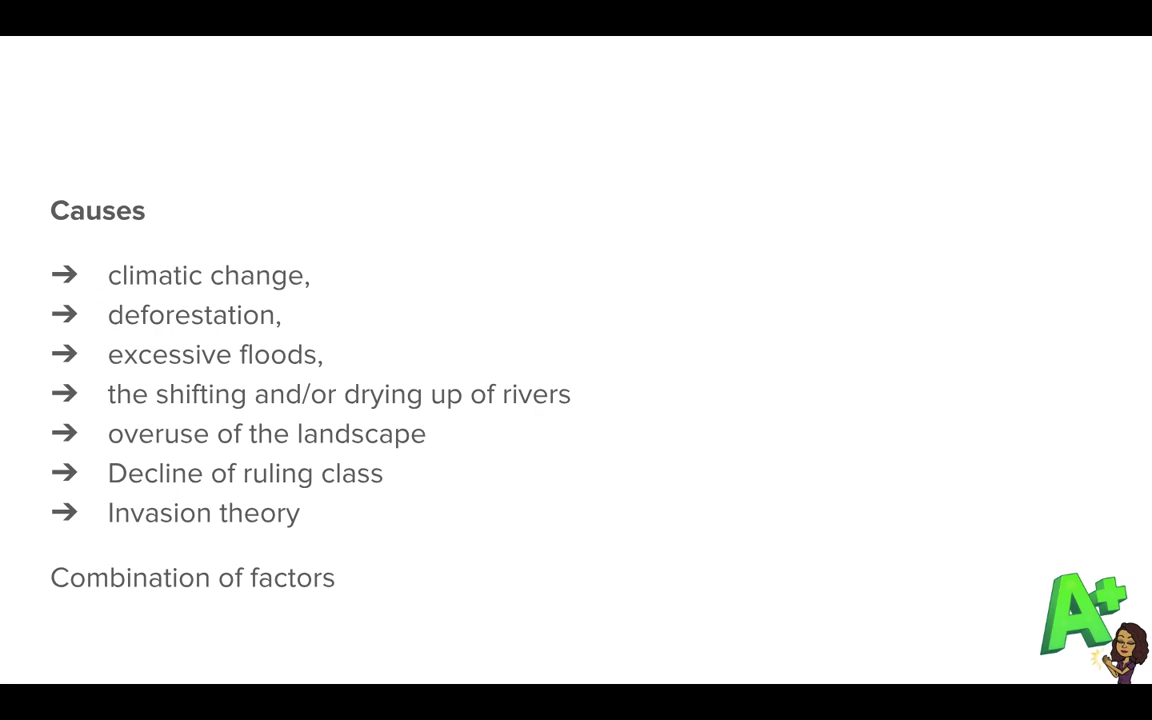 Causes
➔ climatic change,
➔ deforestation,
➔ excessive floods,
➔ the shifting and/or drying up of rivers
➔ overuse of the landscape
➔ Decline of ruling class
➔ Invasion theory
Combination of factors
A+